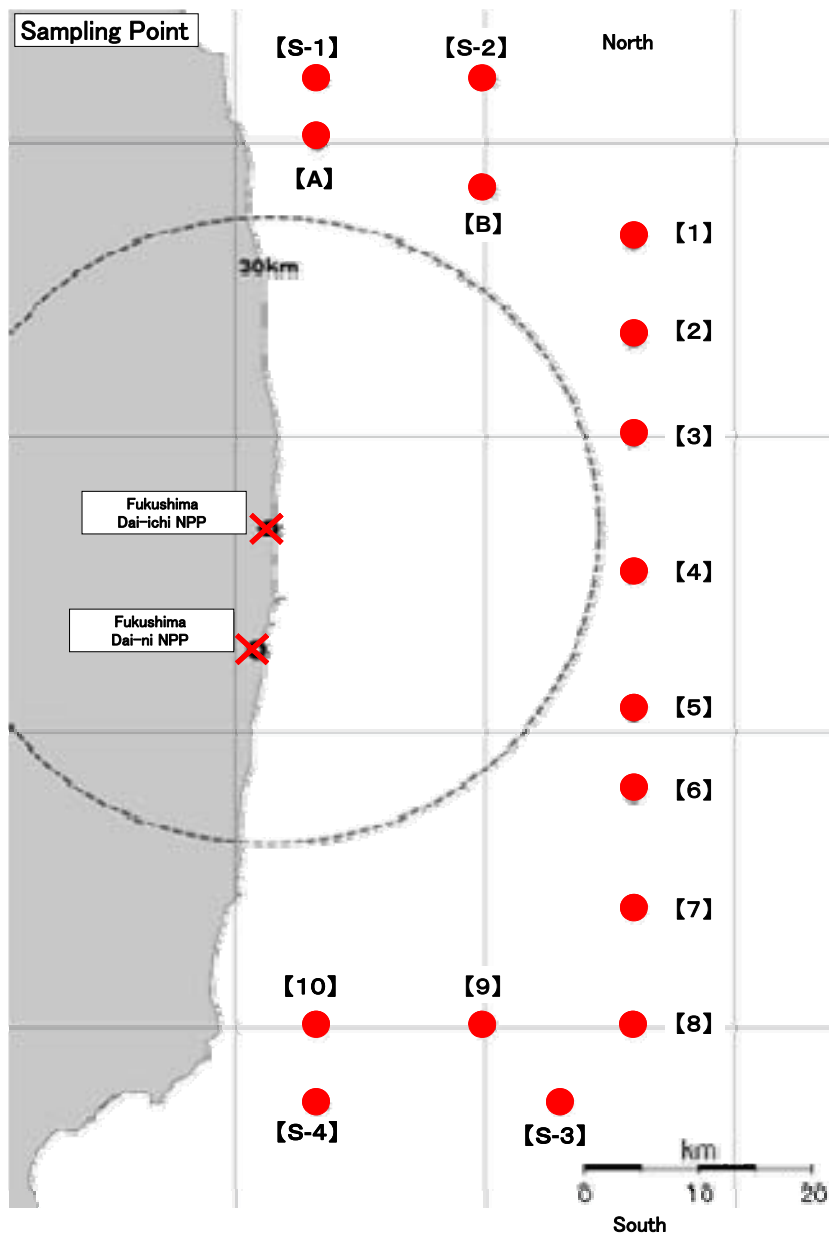 Sampling Point
North
【S-1】
【S-2】
【A】
【B】
【1】
30km
【2】
【3】
Fukushima
Dai-ichi NPP
【4】
Fukushima
Dai-ni NPP
【5】
【6】
【7】
【10】
【9】
【8】
【S-4】
【S-3】
km
0 10 20
South